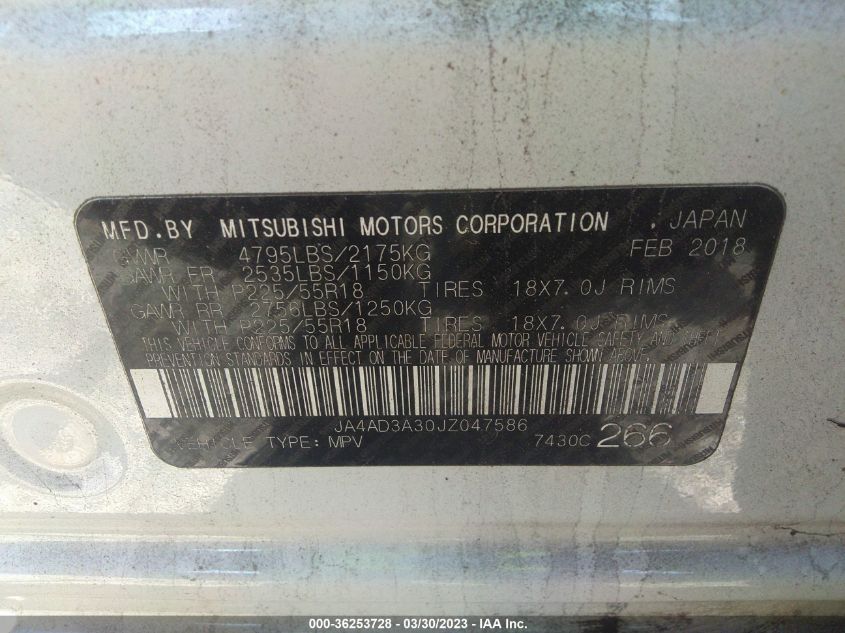 MFD.BY MITSUBISHI MOTORS CORPORATION , JAPAN
GVWR 4795LBS/2175KG FEB 2018
GAWR FR 2535LBS/1150KG
WITH P225/55R18 TIRES 18X7.0J RIMS
GAWR RR 2756LBS/1250KG
WITH P225/55R18 TIRES 18X7.0J RIMS
THIS VEHICLE CONFORMS TO ALL APPLICABLE FEDERAL MOTOR VEHICLE SAFETY AND THEFT
PREVENTION STANDARDS IN EFFECT ON THE DATE OF MANUFACTURE SHOWN ABOVE.
JA4AD3A30JZ047586
VEHICLE TYPE: MPV 7430C 266
000-36253728 - 03/30/2023 - IAA Inc.